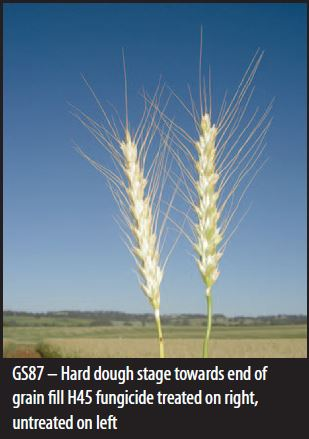 GS87 – Hard dough stage towards end of
grain fill H45 fungicide treated on right,
untreated on left